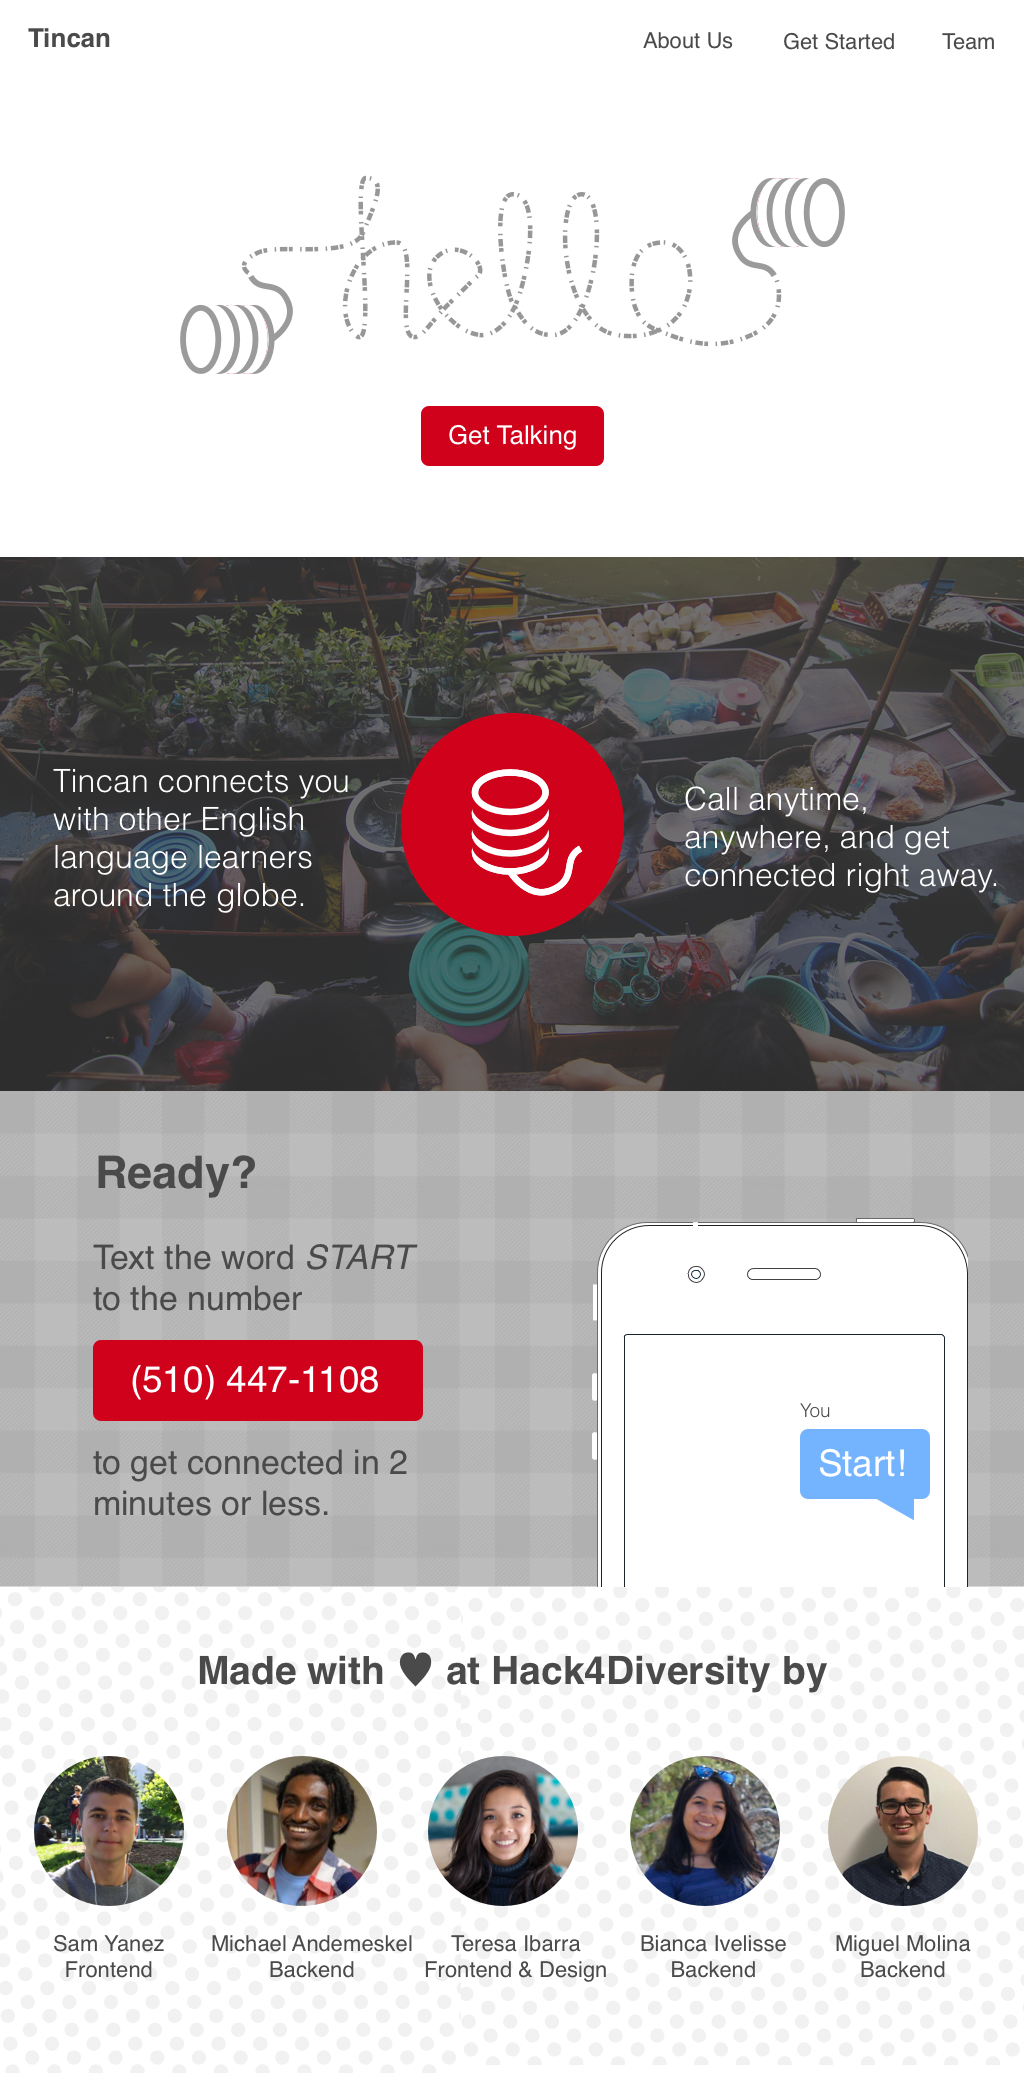 Tincan
About Us
Get Started
Team
hello
Get Talking
Tincan connects you
with other English
language learners
around the globe.
Call anytime,
anywhere, and get
connected right away.
Ready?
Text the word START
to the number
(510) 447-1108
to get connected in 2
minutes or less.
You
Start!
Made with ♥ at Hack4Diversity by
Sam Yanez
Frontend
Michael Andemeskel
Backend
Teresa Ibarra
Frontend & Design
Bianca Ivelisse
Backend
Miguel Molina
Backend